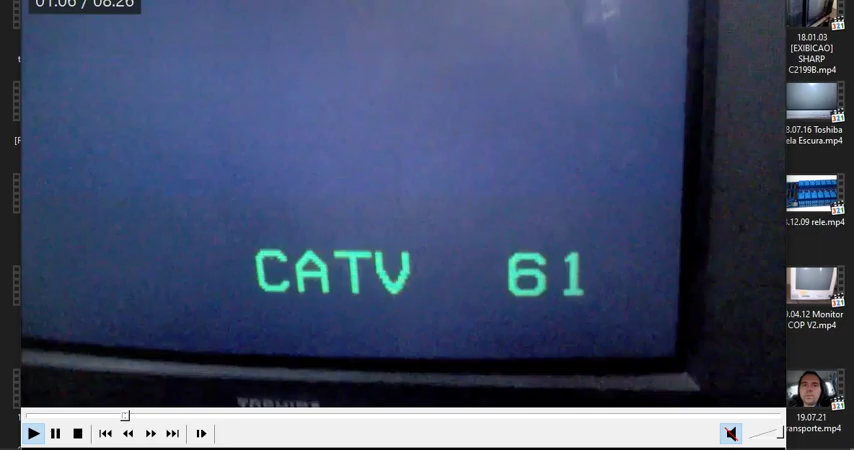 01:06 / 08:26
CATV 61
TOSHIBA
18.01.03
[EXIBICAO]
SHARP
C2199B.mp4
3.07.16 Toshiba
ela Escura.mp4
.12.09 rele.mp4
9.04.12 Monitor
COP V2.mp4
19.07.21
ransporte.mp4